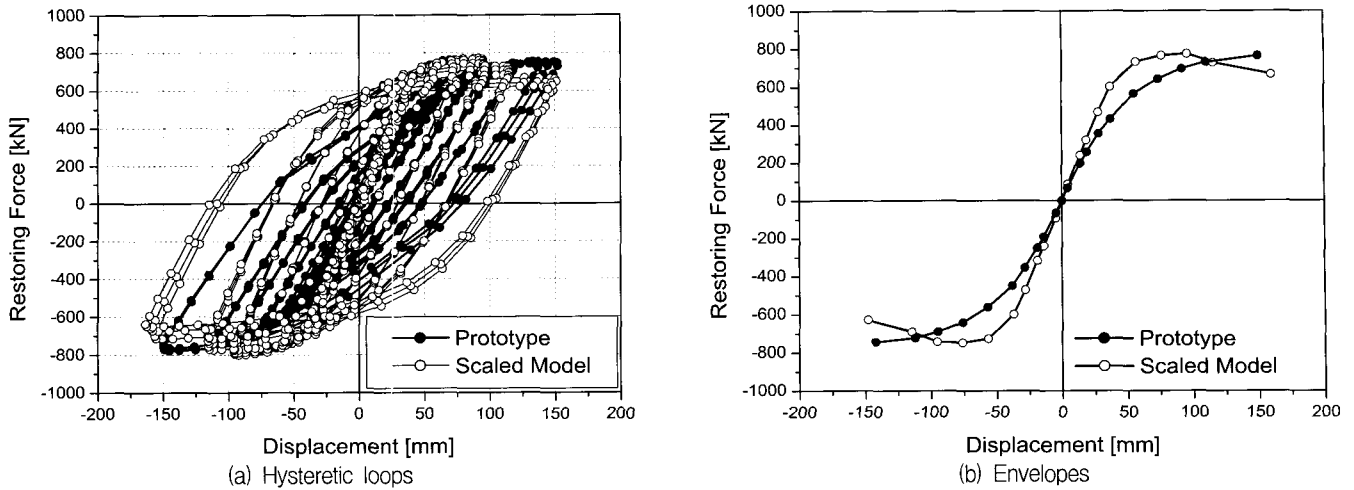 1000
800
600
400
200
0
-200
-400
-600
-800
-1000
Restoring Force [kN]
Prototype
Scaled Model
-200 -150 -100 -50 0 50 100 150 200
Displacement [mm]
(a) Hysteretic loops
1000
800
600
400
200
0
-200
-400
-600
-800
-1000
Restoring Force [kN]
Prototype
Scaled Model
-200 -150 -100 -50 0 50 100 150 200
Displacement [mm]
(b) Envelopes